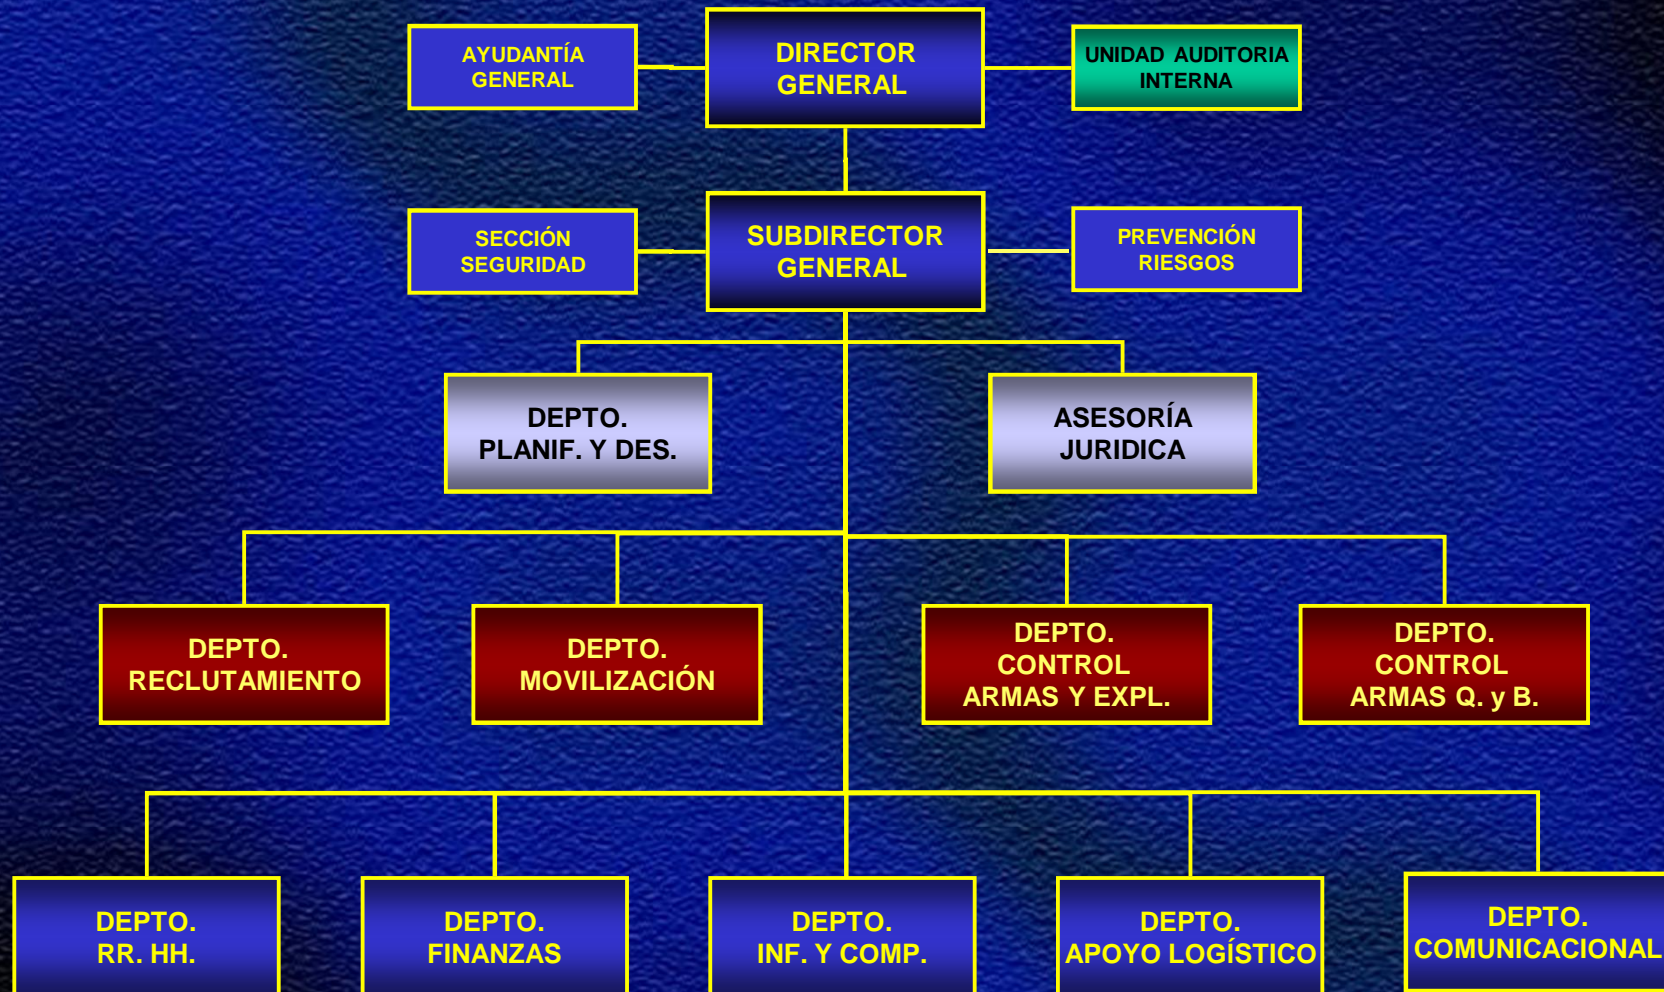 AYUDANTÍA
GENERAL
DIRECTOR
GENERAL
UNIDAD AUDITORIA
INTERNA
SECCIÓN
SEGURIDAD
SUBDIRECTOR
GENERAL
PREVENCIÓN
RIESGOS
DEPTO.
PLANIF. Y DES.
ASESORÍA
JURIDICA
DEPTO.
RECLUTAMIENTO
DEPTO.
MOVILIZACIÓN
DEPTO.
CONTROL
ARMAS Y EXPL.
DEPTO.
CONTROL
ARMAS Q. y B.
DEPTO.
RR. HH.
DEPTO.
FINANZAS
DEPTO.
INF. Y COMP.
DEPTO.
APOYO LOGÍSTICO
DEPTO.
COMUNICACIONAL